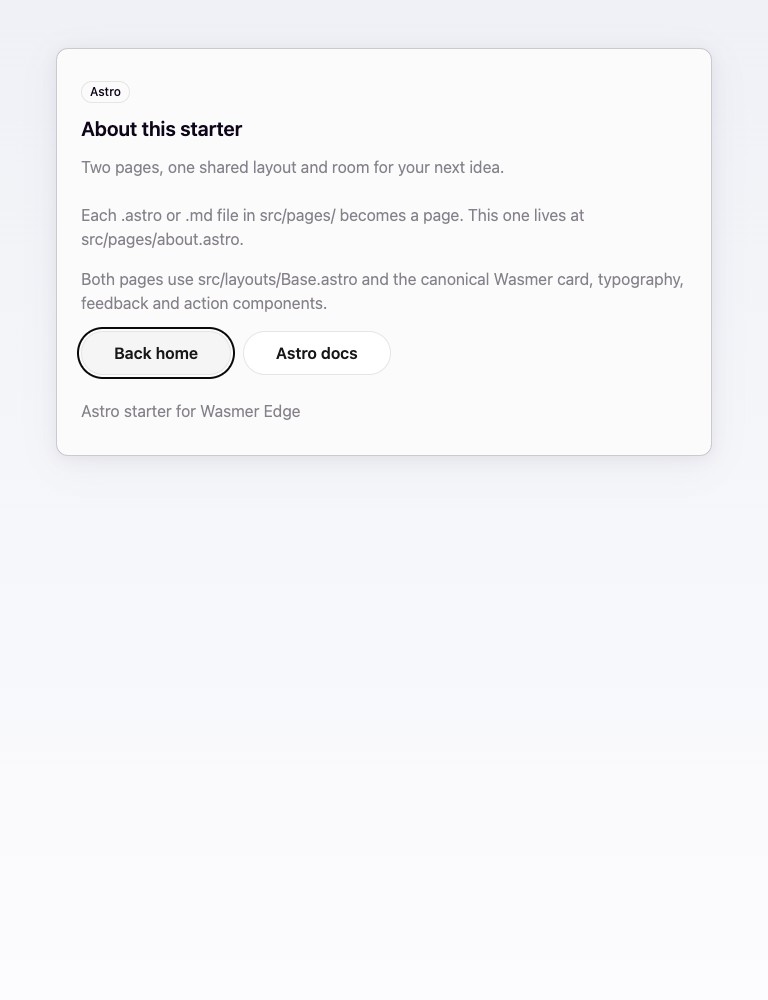 Astro
About this starter
Two pages, one shared layout and room for your next idea.
Each .astro or .md file in src/pages/ becomes a page. This one lives at
src/pages/about.astro.
Both pages use src/layouts/Base.astro and the canonical Wasmer card, typography,
feedback and action components.
Back home
Astro docs
Astro starter for Wasmer Edge